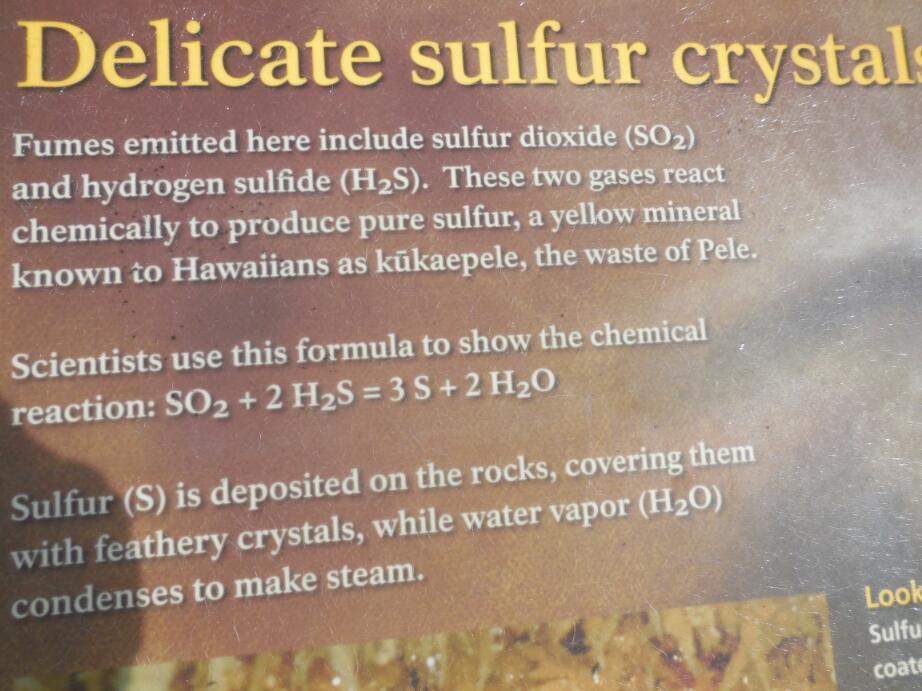 Delicate sulfur crystals
Fumes emitted here include sulfur dioxide (SO₂)
and hydrogen sulfide (H₂S). These two gases react
chemically to produce pure sulfur, a yellow mineral
known to Hawaiians as kūkaepele, the waste of Pele.
Scientists use this formula to show the chemical
reaction: SO₂ + 2 H₂S = 3 S + 2 H₂O
Sulfur (S) is deposited on the rocks, covering them
with feathery crystals, while water vapor (H₂O)
condenses to make steam.
Look